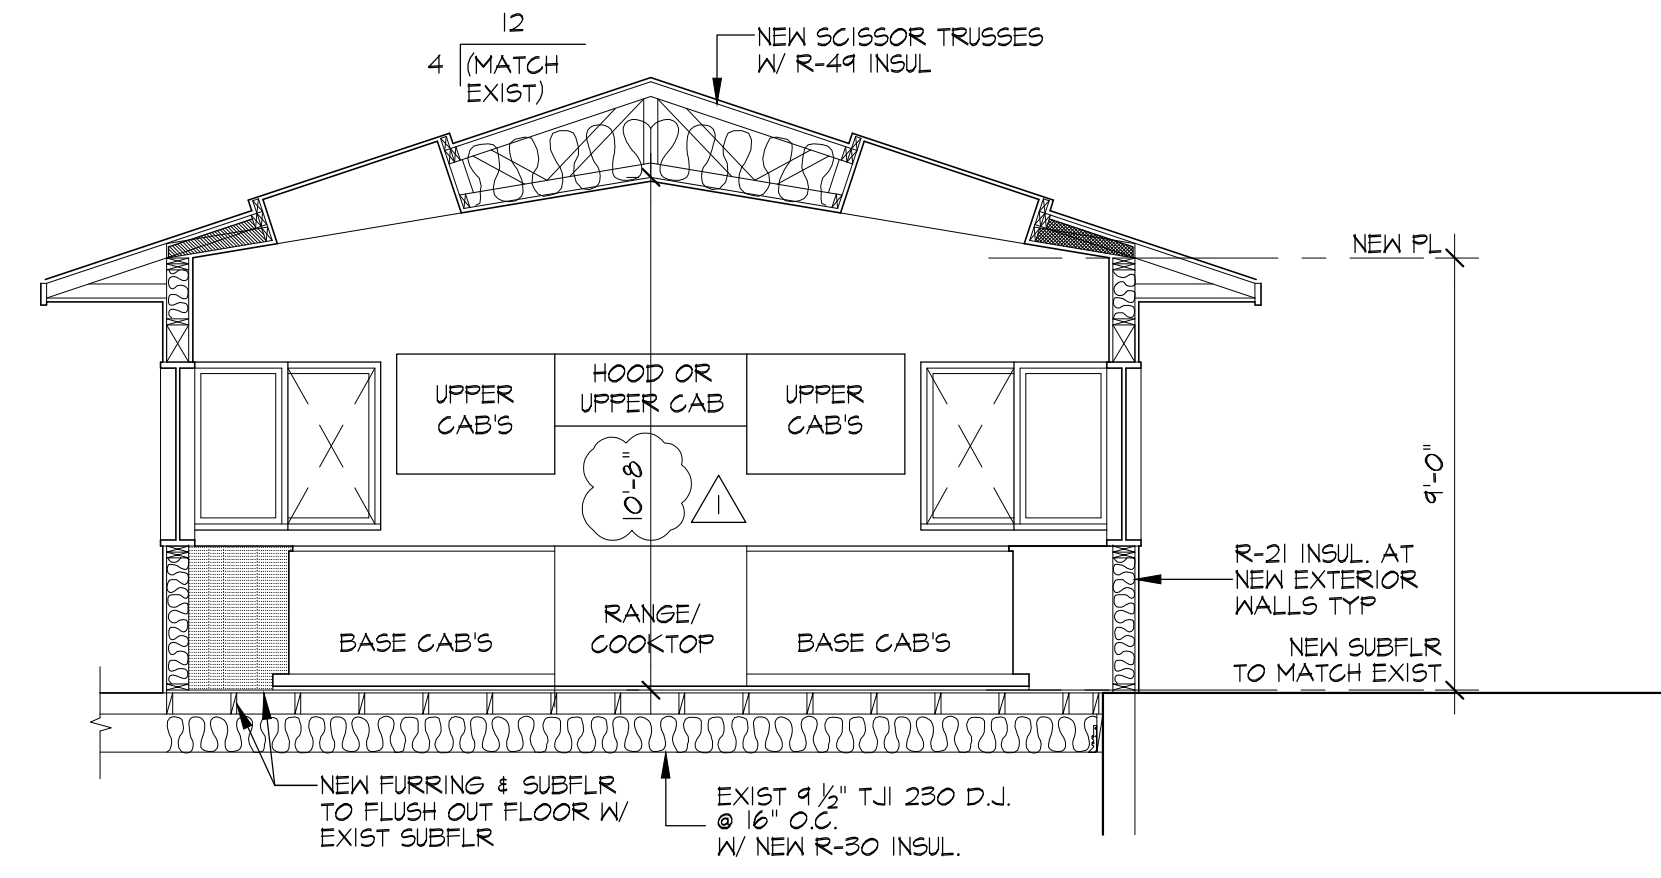 12
4 (MATCH
EXIST)
NEW SCISSOR TRUSSES
W/ R-49 INSUL
NEW PL
HOOD OR
UPPER CAB
UPPER
CAB'S
UPPER
CAB'S
10'-8"
1
9'-0"
R-21 INSUL. AT
NEW EXTERIOR
WALLS TYP
RANGE/
COOKTOP
BASE CAB'S
BASE CAB'S
NEW SUBFLR
TO MATCH EXIST
NEW FURRING & SUBFLR
TO FLUSH OUT FLOOR W/
EXIST SUBFLR
EXIST 9 ½" TJI 230 D.J.
@ 16" O.C.
W/ NEW R-30 INSUL.